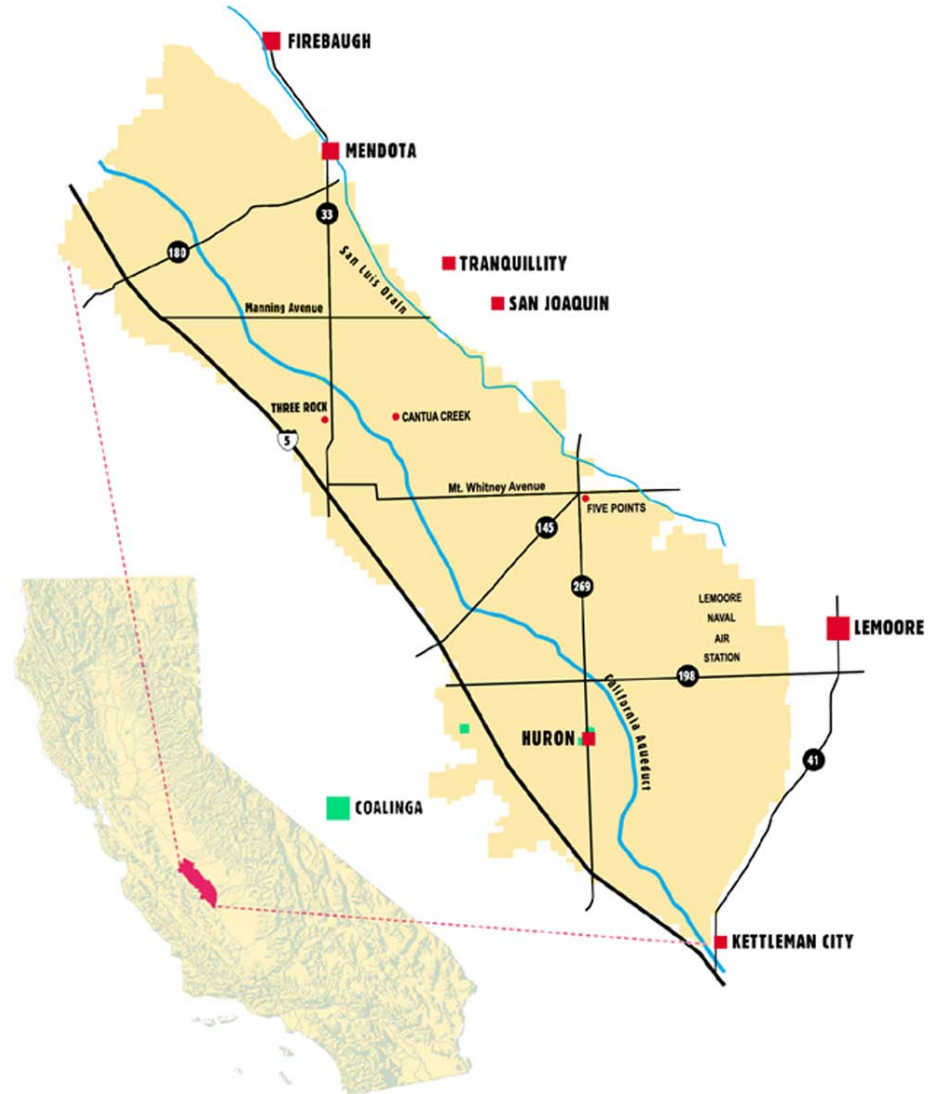 FIREBAUGH
MENDOTA
33
180
San Luis Drain
TRANQUILLITY
SAN JOAQUIN
Manning Avenue
THREE ROCK
CANTUA CREEK
5
Mt. Whitney Avenue
FIVE POINTS
145
269
LEMOORE
NAVAL
AIR
STATION
LEMOORE
198
California Aqueduct
HURON
41
COALINGA
KETTLEMAN CITY